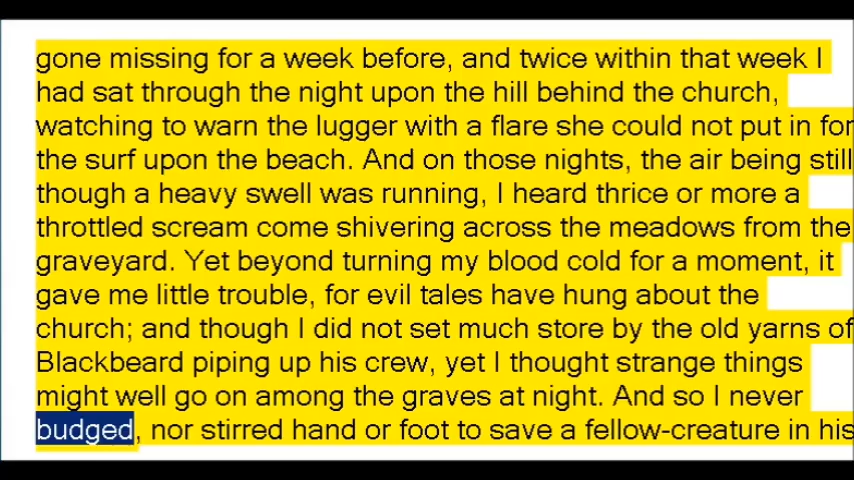 gone missing for a week before, and twice within that week I
had sat through the night upon the hill behind the church,
watching to warn the lugger with a flare she could not put in for
the surf upon the beach. And on those nights, the air being still
though a heavy swell was running, I heard thrice or more a
throttled scream come shivering across the meadows from the
graveyard. Yet beyond turning my blood cold for a moment, it
gave me little trouble, for evil tales have hung about the
church; and though I did not set much store by the old yarns of
Blackbeard piping up his crew, yet I thought strange things
might well go on among the graves at night. And so I never
budged, nor stirred hand or foot to save a fellow-creature in his